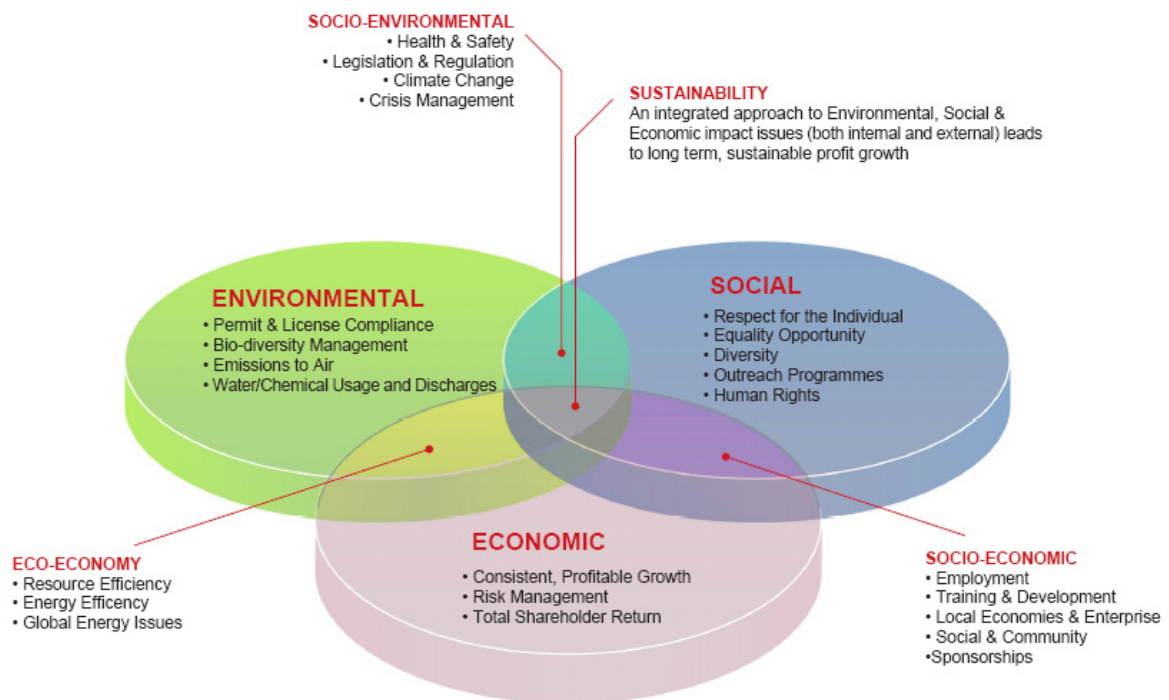 SOCIO-ENVIRONMENTAL
• Health & Safety
• Legislation & Regulation
• Climate Change
• Crisis Management
SUSTAINABILITY
An integrated approach to Environmental, Social &
Economic impact issues (both internal and external) leads
to long term, sustainable profit growth
ENVIRONMENTAL
• Permit & License Compliance
• Bio-diversity Management
• Emissions to Air
• Water/Chemical Usage and Discharges
SOCIAL
• Respect for the Individual
• Equality Opportunity
• Diversity
• Outreach Programmes
• Human Rights
ECO-ECONOMY
• Resource Efficiency
• Energy Efficency
• Global Energy Issues
ECONOMIC
• Consistent, Profitable Growth
• Risk Management
• Total Shareholder Return
SOCIO-ECONOMIC
• Employment
• Training & Development
• Local Economies & Enterprise
• Social & Community
•Sponsorships